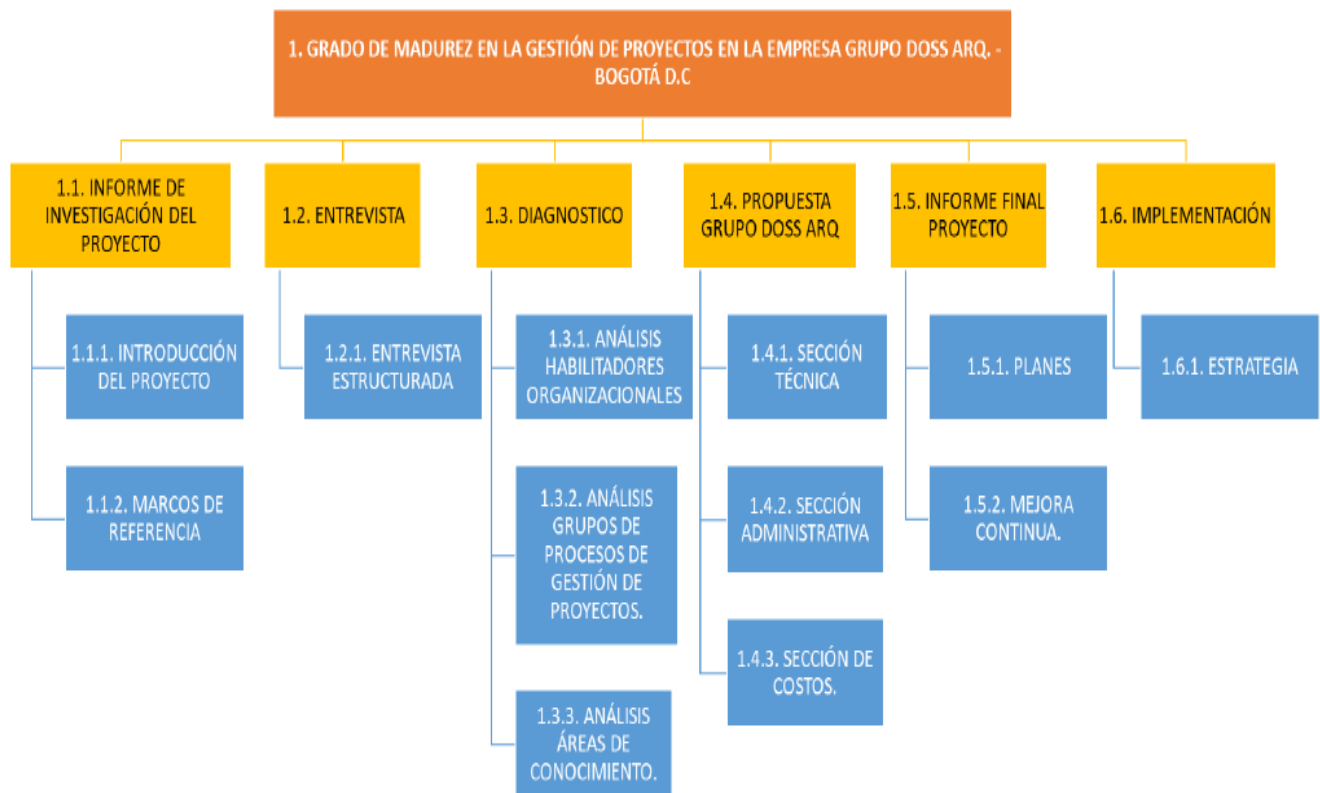 1. GRADO DE MADUREZ EN LA GESTIÓN DE PROYECTOS EN LA EMPRESA GRUPO DOSS ARQ. -
BOGOTÁ D.C
1.1. INFORME DE
INVESTIGACIÓN DEL
PROYECTO
1.1.1. INTRODUCCIÓN
DEL PROYECTO
1.1.2. MARCOS DE
REFERENCIA
1.2. ENTREVISTA
1.2.1. ENTREVISTA
ESTRUCTURADA
1.3. DIAGNOSTICO
1.3.1. ANÁLISIS
HABILITADORES
ORGANIZACIONALES
1.3.2. ANÁLISIS
GRUPOS DE
PROCESOS DE
GESTIÓN DE
PROYECTOS.
1.3.3. ANÁLISIS
ÁREAS DE
CONOCIMIENTO.
1.4. PROPUESTA
GRUPO DOSS ARQ
1.4.1. SECCIÓN
TÉCNICA
1.4.2. SECCIÓN
ADMINISTRATIVA
1.4.3. SECCIÓN DE
COSTOS.
1.5. INFORME FINAL
PROYECTO
1.5.1. PLANES
1.5.2. MEJORA
CONTINUA.
1.6. IMPLEMENTACIÓN
1.6.1. ESTRATEGIA